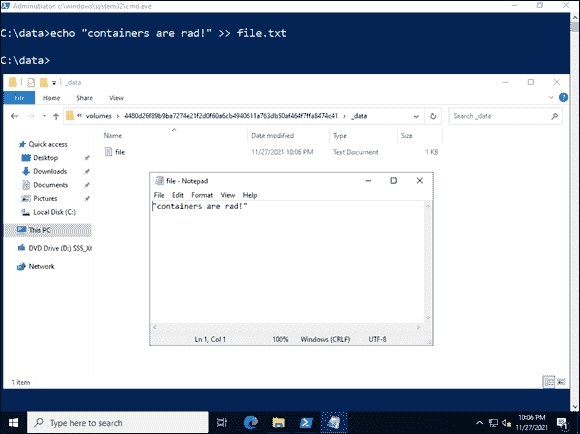 Administrator: c:\windows\system32\cmd.exe
C:\data>echo "containers are rad!" >> file.txt
C:\data>
_data
File Home Share View
volumes 4480d26f89b9ba7274e21f2d0f60a6cb4940611a763db50af464f7ffa8474c41 _data Search _data
Name Date modified Type Size
Quick access
file 11/27/2021 10:06 PM Text Document 1 KB
Desktop
Downloads
Documents
Pictures
Local Disk (C:)
This PC
DVD Drive (D:) SSS_X
Network
file - Notepad
File Edit Format View Help
"containers are rad!"
Ln 1, Col 1 100% Windows (CRLF) UTF-8
1 item
Type here to search
10:06 PM
11/27/2021